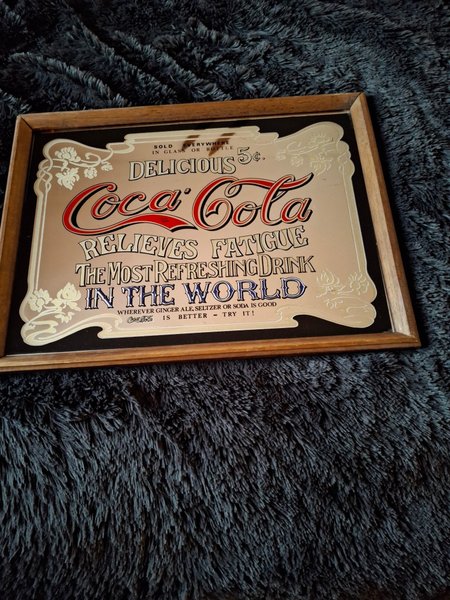 SOLD EVERYWHERE
IN GLASS OR BOTTLE
DELICIOUS 5¢.
Coca-Cola
RELIEVES FATIGUE
THE MOST REFRESHING DRINK
IN THE WORLD
WHEREVER GINGER ALE, SELTZER OR SODA IS GOOD
Coca-Cola IS BETTER - TRY IT!